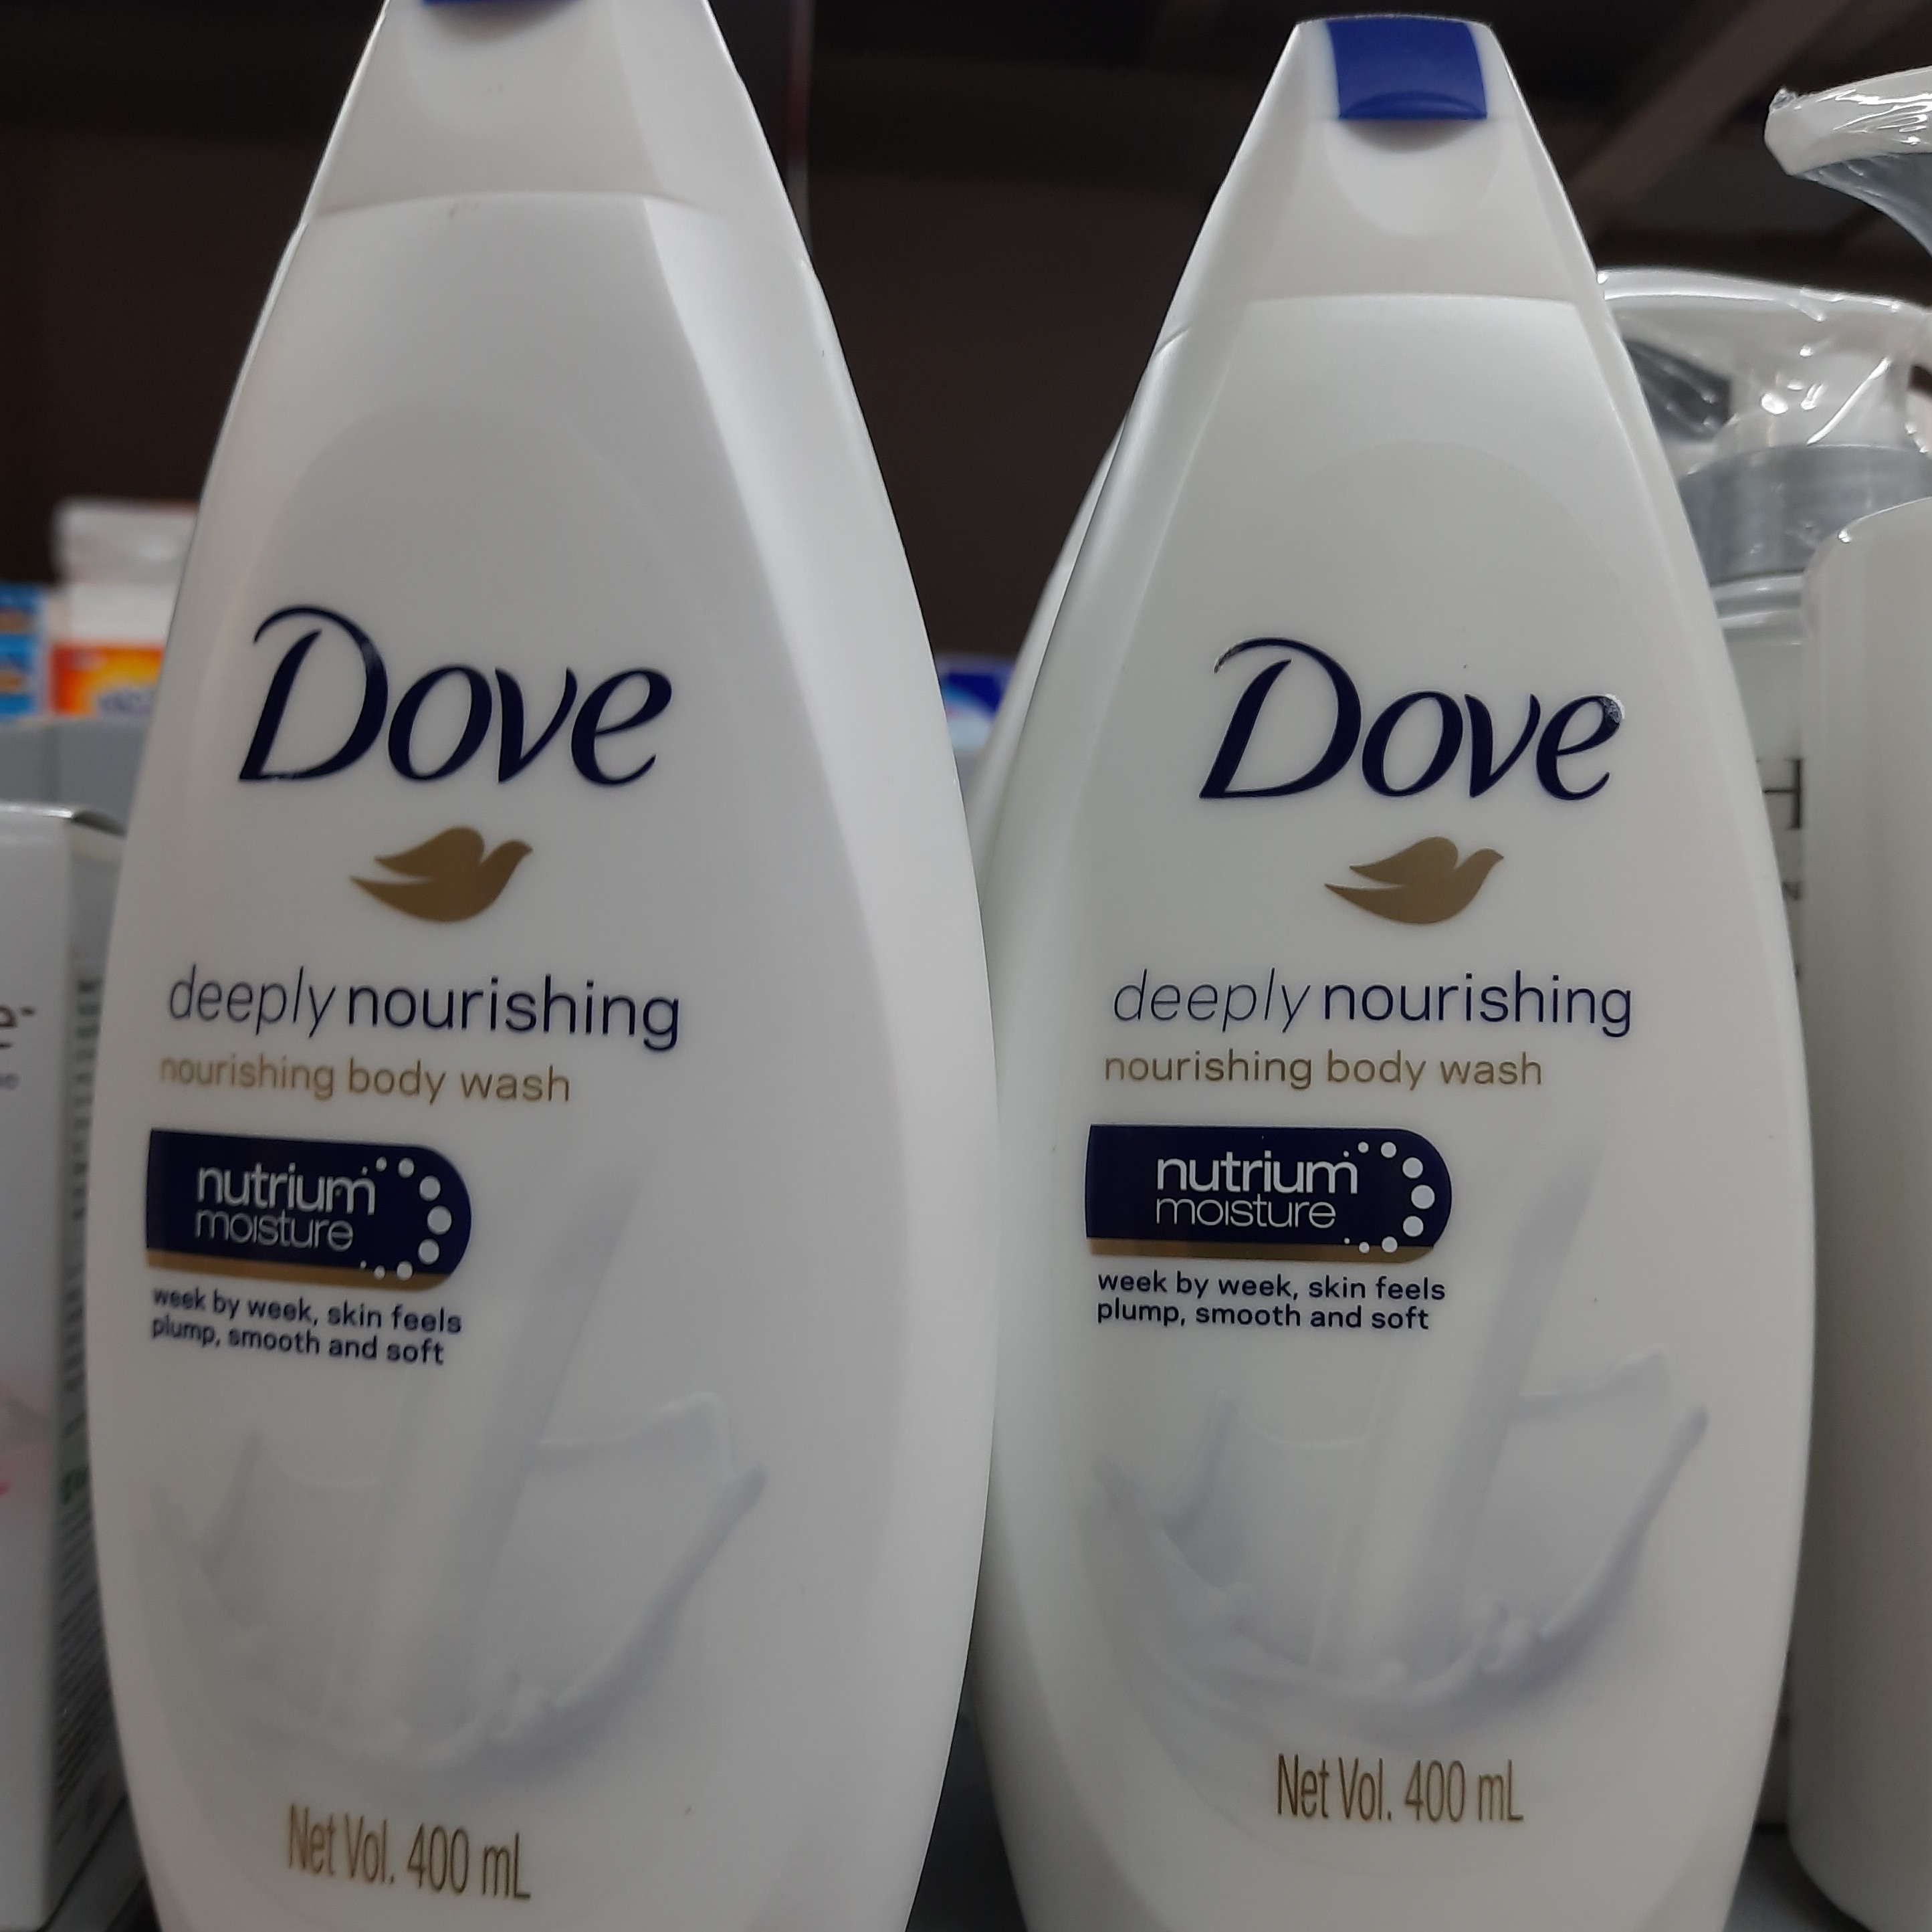 Dove
deeply nourishing
nourishing body wash
nutrium
moisture
week by week, skin feels
plump, smooth and soft
Net Vol. 400 mL
Dove
deeply nourishing
nourishing body wash
nutrium
moisture
week by week, skin feels
plump, smooth and soft
Net Vol. 400 mL